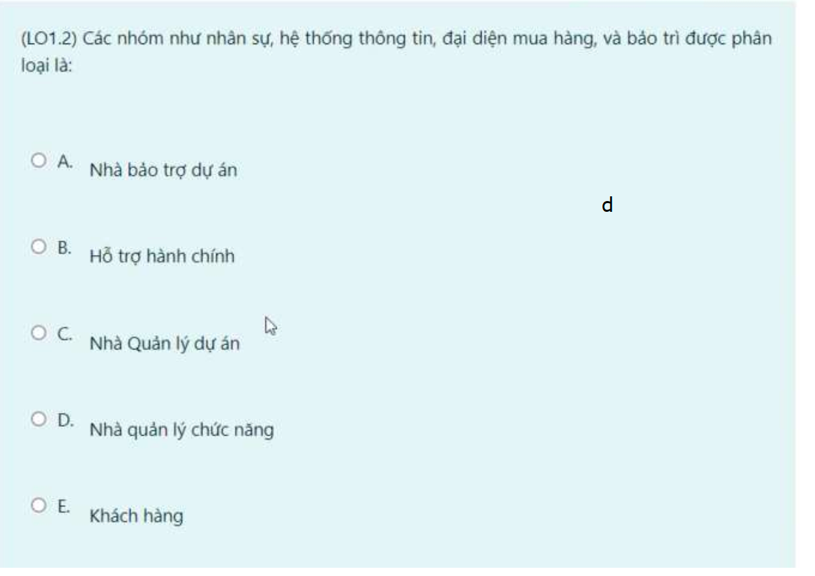 (LO1.2) Các nhóm như nhân sự, hệ thống thông tin, đại diện mua hàng, và bảo trì được phân
loại là:
A. Nhà bảo trợ dự án
d
B. Hỗ trợ hành chính
C. Nhà Quản lý dự án
D. Nhà quản lý chức năng
E. Khách hàng